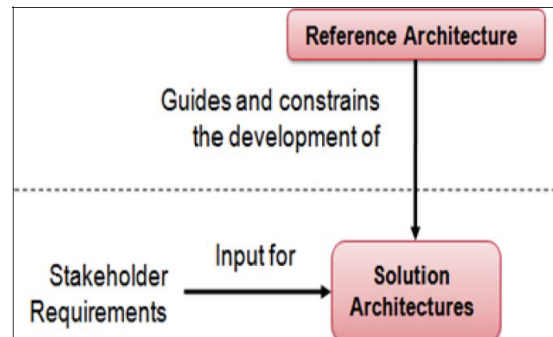 Reference Architecture
Guides and constrains
the development of
Input for
Stakeholder
Requirements
Solution
Architectures